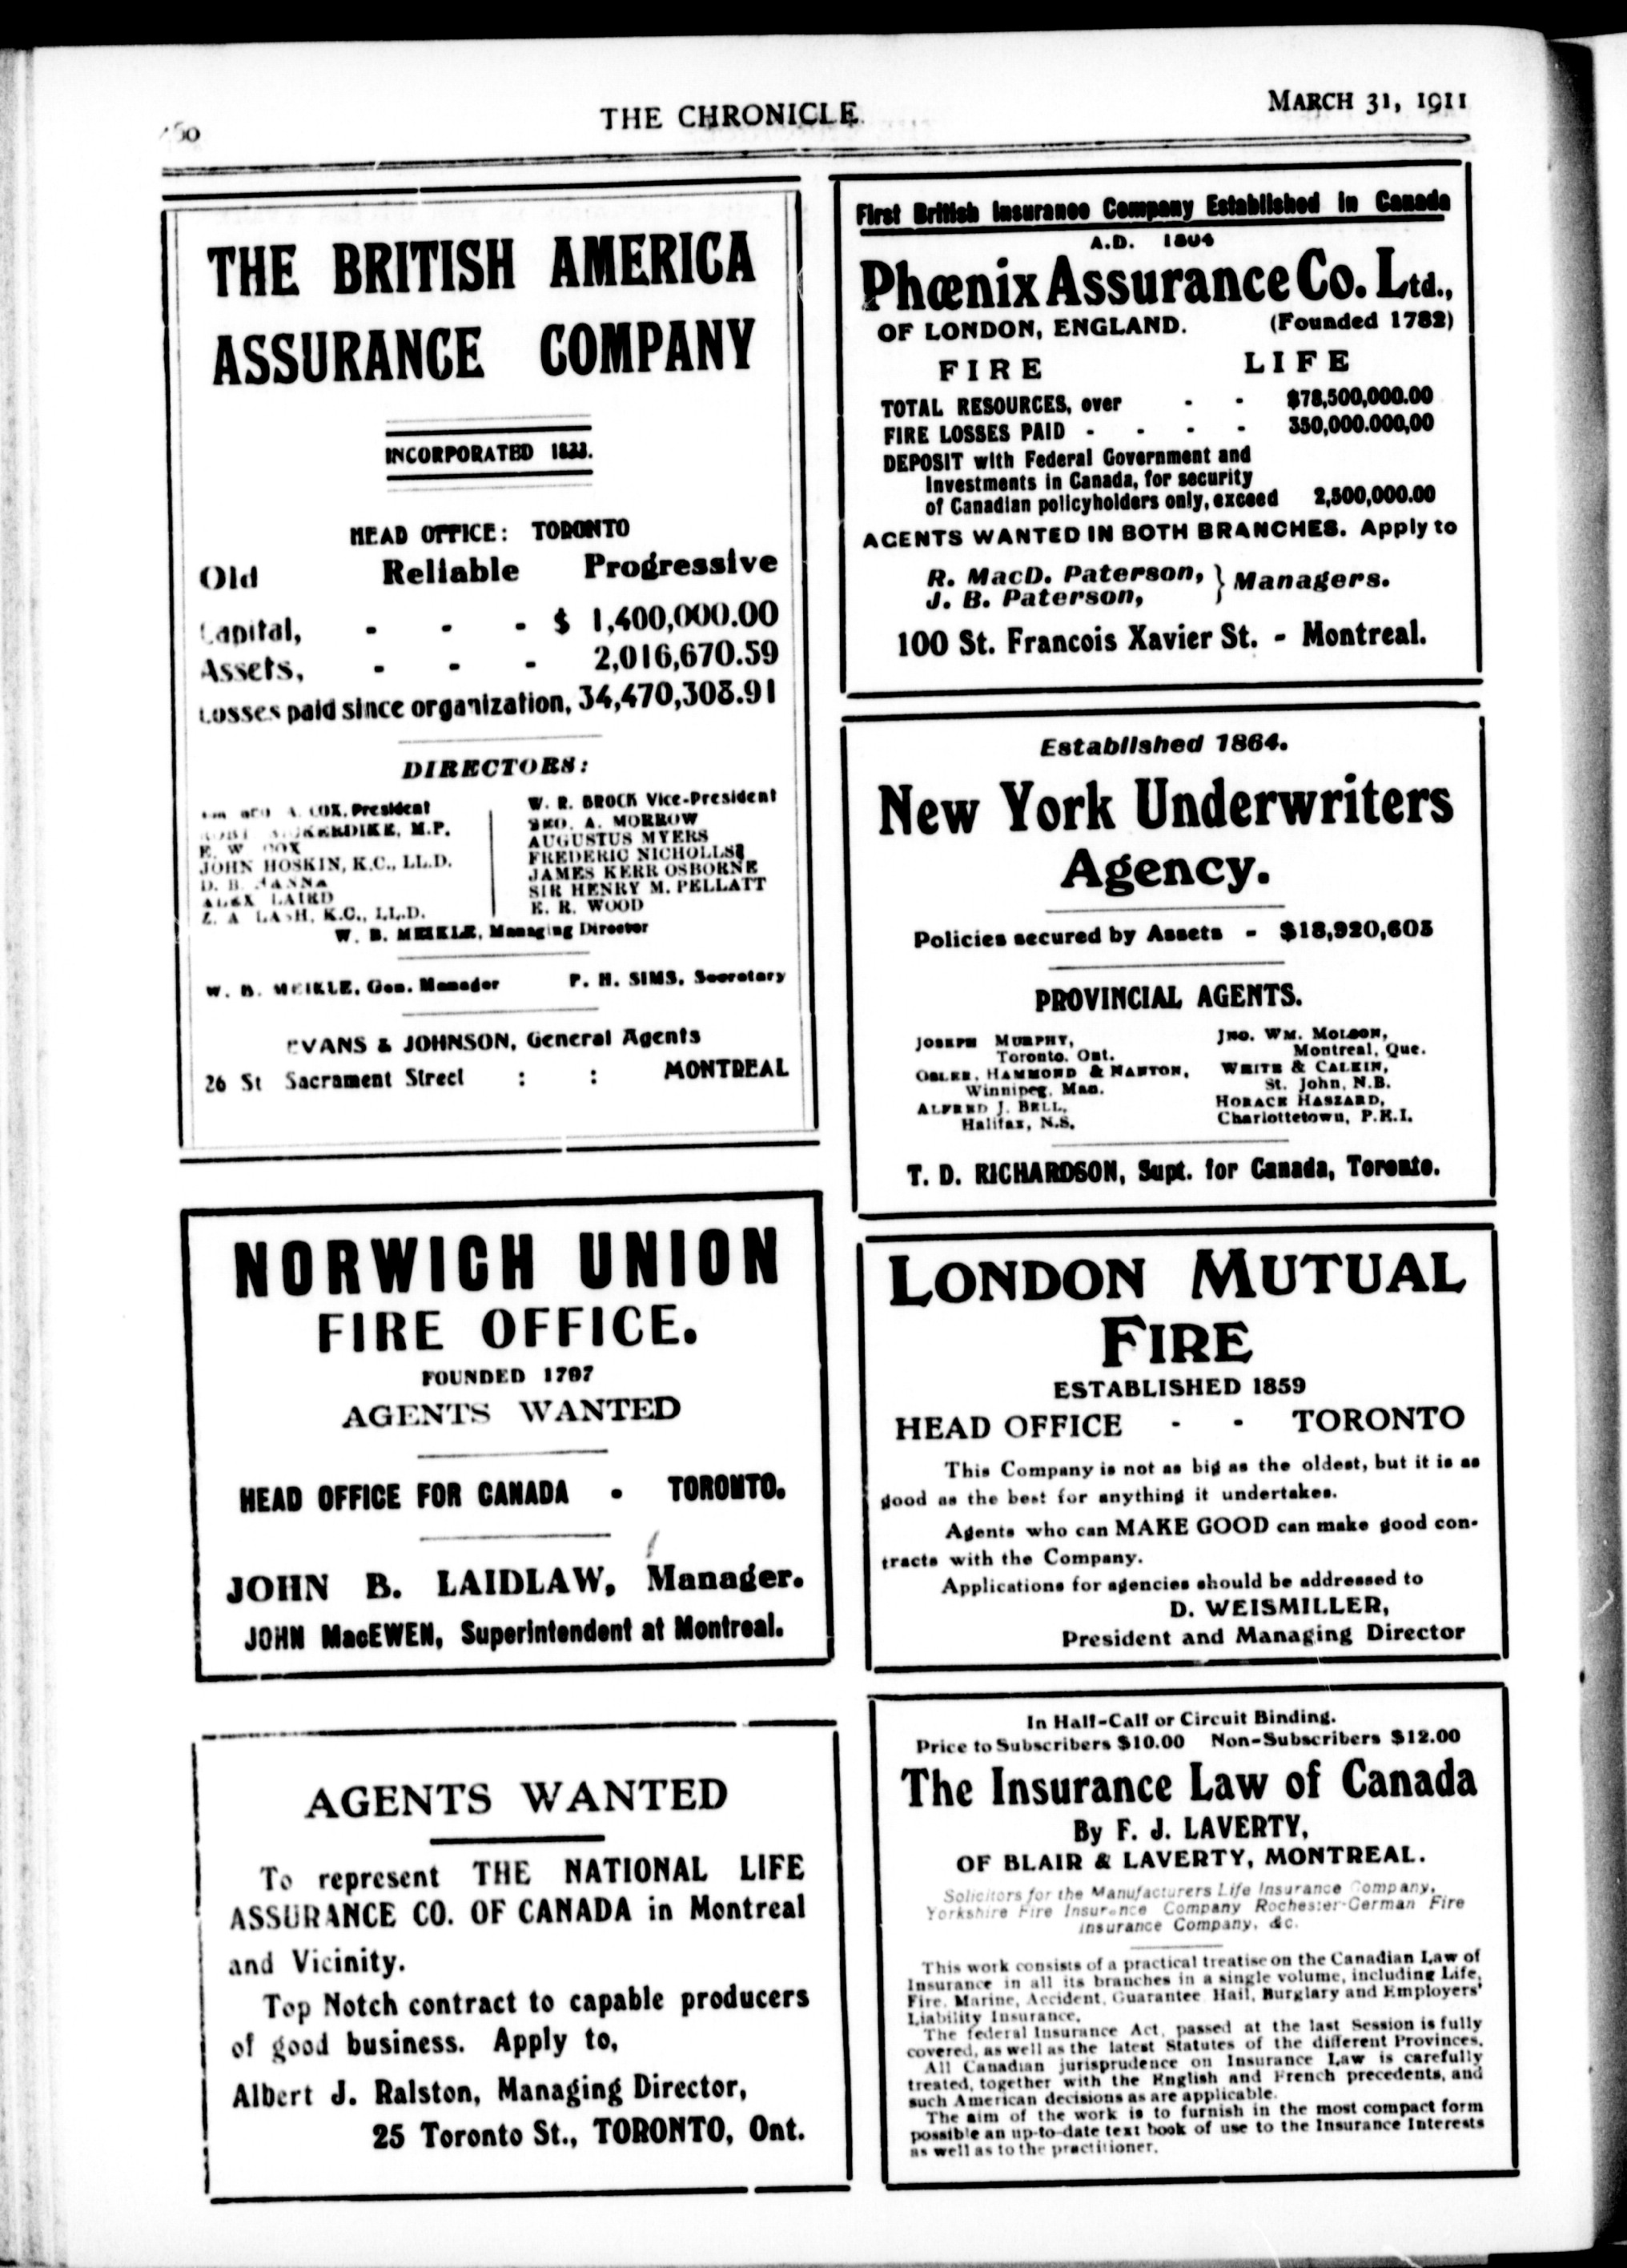 THE CHRONICLE.
MARCH 31, 1911
THE BRITISH AMERICA
ASSURANCE COMPANY
INCORPORATED 1833.
HEAD OFFICE: TORONTO
Old Reliable Progressive
Capital, - - - $ 1,400,000.00
Assets, - - - 2,016,670.59
Losses paid since organization, 34,470,308.91
DIRECTORS:
A. COX, President
KERDIKE, M.P.
E. W. COX
JOHN HOSKIN, K.C., LL.D.
D. B. HANNA
ALEX LAIRD
Z. A. LASH, K.C., LL.D.
W. R. BROCK Vice-President
GEO. A. MORROW
AUGUSTUS MYERS
FREDERIC NICHOLLS
JAMES KERR OSBORNE
SIR HENRY M. PELLATT
E. R. WOOD
W. B. MEIKLE, Managing Director
W. B. MEIKLE, Gen. Manager P. H. SIMS, Secretary
EVANS & JOHNSON, General Agents
26 St Sacrament Street : : MONTREAL
NORWICH UNION
FIRE OFFICE.
FOUNDED 1797
AGENTS WANTED
HEAD OFFICE FOR CANADA - TORONTO.
JOHN B. LAIDLAW, Manager.
JOHN MacEWEN, Superintendent at Montreal.
AGENTS WANTED
To represent THE NATIONAL LIFE
ASSURANCE CO. OF CANADA in Montreal
and Vicinity.
Top Notch contract to capable producers
of good business. Apply to,
Albert J. Ralston, Managing Director,
25 Toronto St., TORONTO, Ont.
First British Insurance Company Established in Canada
A.D. 1804
Phœnix Assurance Co. Ltd.,
OF LONDON, ENGLAND. (Founded 1782)
FIRE LIFE
TOTAL RESOURCES, over - - $78,500,000.00
FIRE LOSSES PAID - - - - 350,000.000,00
DEPOSIT with Federal Government and
Investments in Canada, for security
of Canadian policyholders only, exceed 2,500,000.00
AGENTS WANTED IN BOTH BRANCHES. Apply to
R. MacD. Paterson, } Managers.
J. B. Paterson,
100 St. Francois Xavier St. - Montreal.
Established 1864.
New York Underwriters
Agency.
Policies secured by Assets - $18,920,603
PROVINCIAL AGENTS.
JOSEPH MURPHY,
Toronto. Ont.
OSLER, HAMMOND & NANTON,
Winnipeg, Man.
ALFRED J. BELL,
Halifax, N.S.
JNO. WM. MOLSON,
Montreal, Que.
WHITE & CALKIN,
St. John, N.B.
HORACE HASZARD,
Charlottetown, P.E.I.
T. D. RICHARDSON, Supt. for Canada, Toronto.
LONDON MUTUAL
FIRE
ESTABLISHED 1859
HEAD OFFICE - - TORONTO
This Company is not as big as the oldest, but it is as
good as the best for anything it undertakes.
Agents who can MAKE GOOD can make good con-
tracts with the Company.
Applications for agencies should be addressed to
D. WEISMILLER,
President and Managing Director
In Half-Calf or Circuit Binding.
Price to Subscribers $10.00 Non-Subscribers $12.00
The Insurance Law of Canada
By F. J. LAVERTY,
OF BLAIR & LAVERTY, MONTREAL.
Solicitors for the Manufacturers Life Insurance Company,
Yorkshire Fire Insurance Company Rochester-German Fire
Insurance Company, &c.
This work consists of a practical treatise on the Canadian Law of
Insurance in all its branches in a single volume, including Life,
Fire, Marine, Accident, Guarantee Hail, Burglary and Employers'
Liability Insurance.
The federal Insurance Act, passed at the last Session is fully
covered, as well as the latest Statutes of the different Provinces.
All Canadian jurisprudence on Insurance Law is carefully
treated, together with the English and French precedents, and
such American decisions as are applicable.
The aim of the work is to furnish in the most compact form
possible an up-to-date text book of use to the Insurance Interests
as well as to the practitioner.